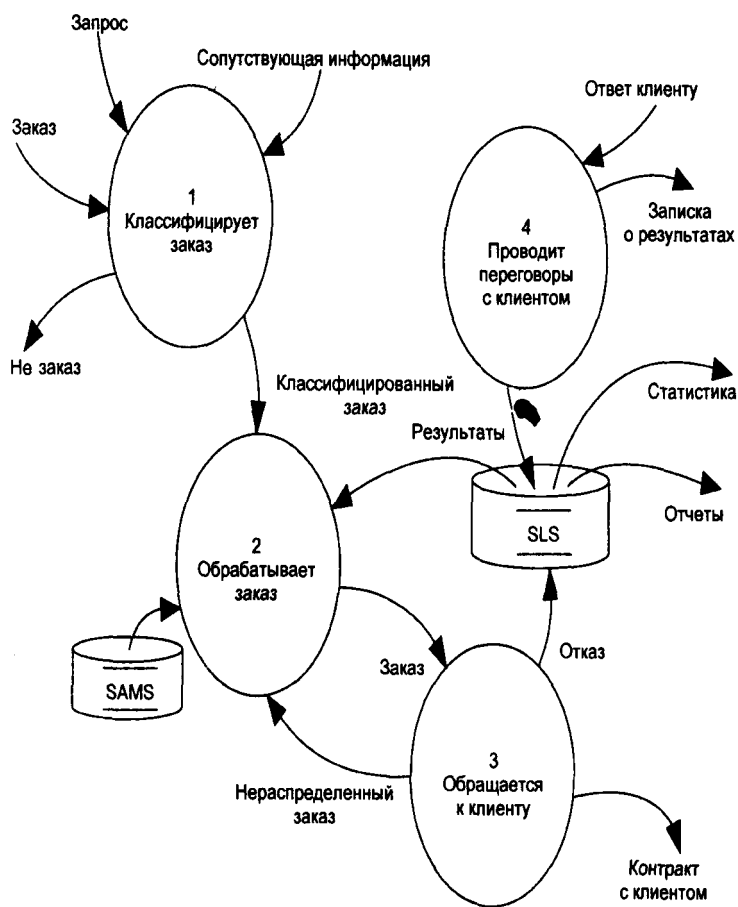 Запрос
Сопутствующая информация
Заказ
1
Классифицирует
заказ
Не заказ
Ответ клиенту
4
Проводит
переговоры
с клиентом
Записка
о результатах
Классифицированный
заказ
Результаты
Статистика
SLS
Отчеты
2
Обрабатывает
заказ
SAMS
Заказ
Отказ
Нераспределенный
заказ
3
Обращается
к клиенту
Контракт
с клиентом